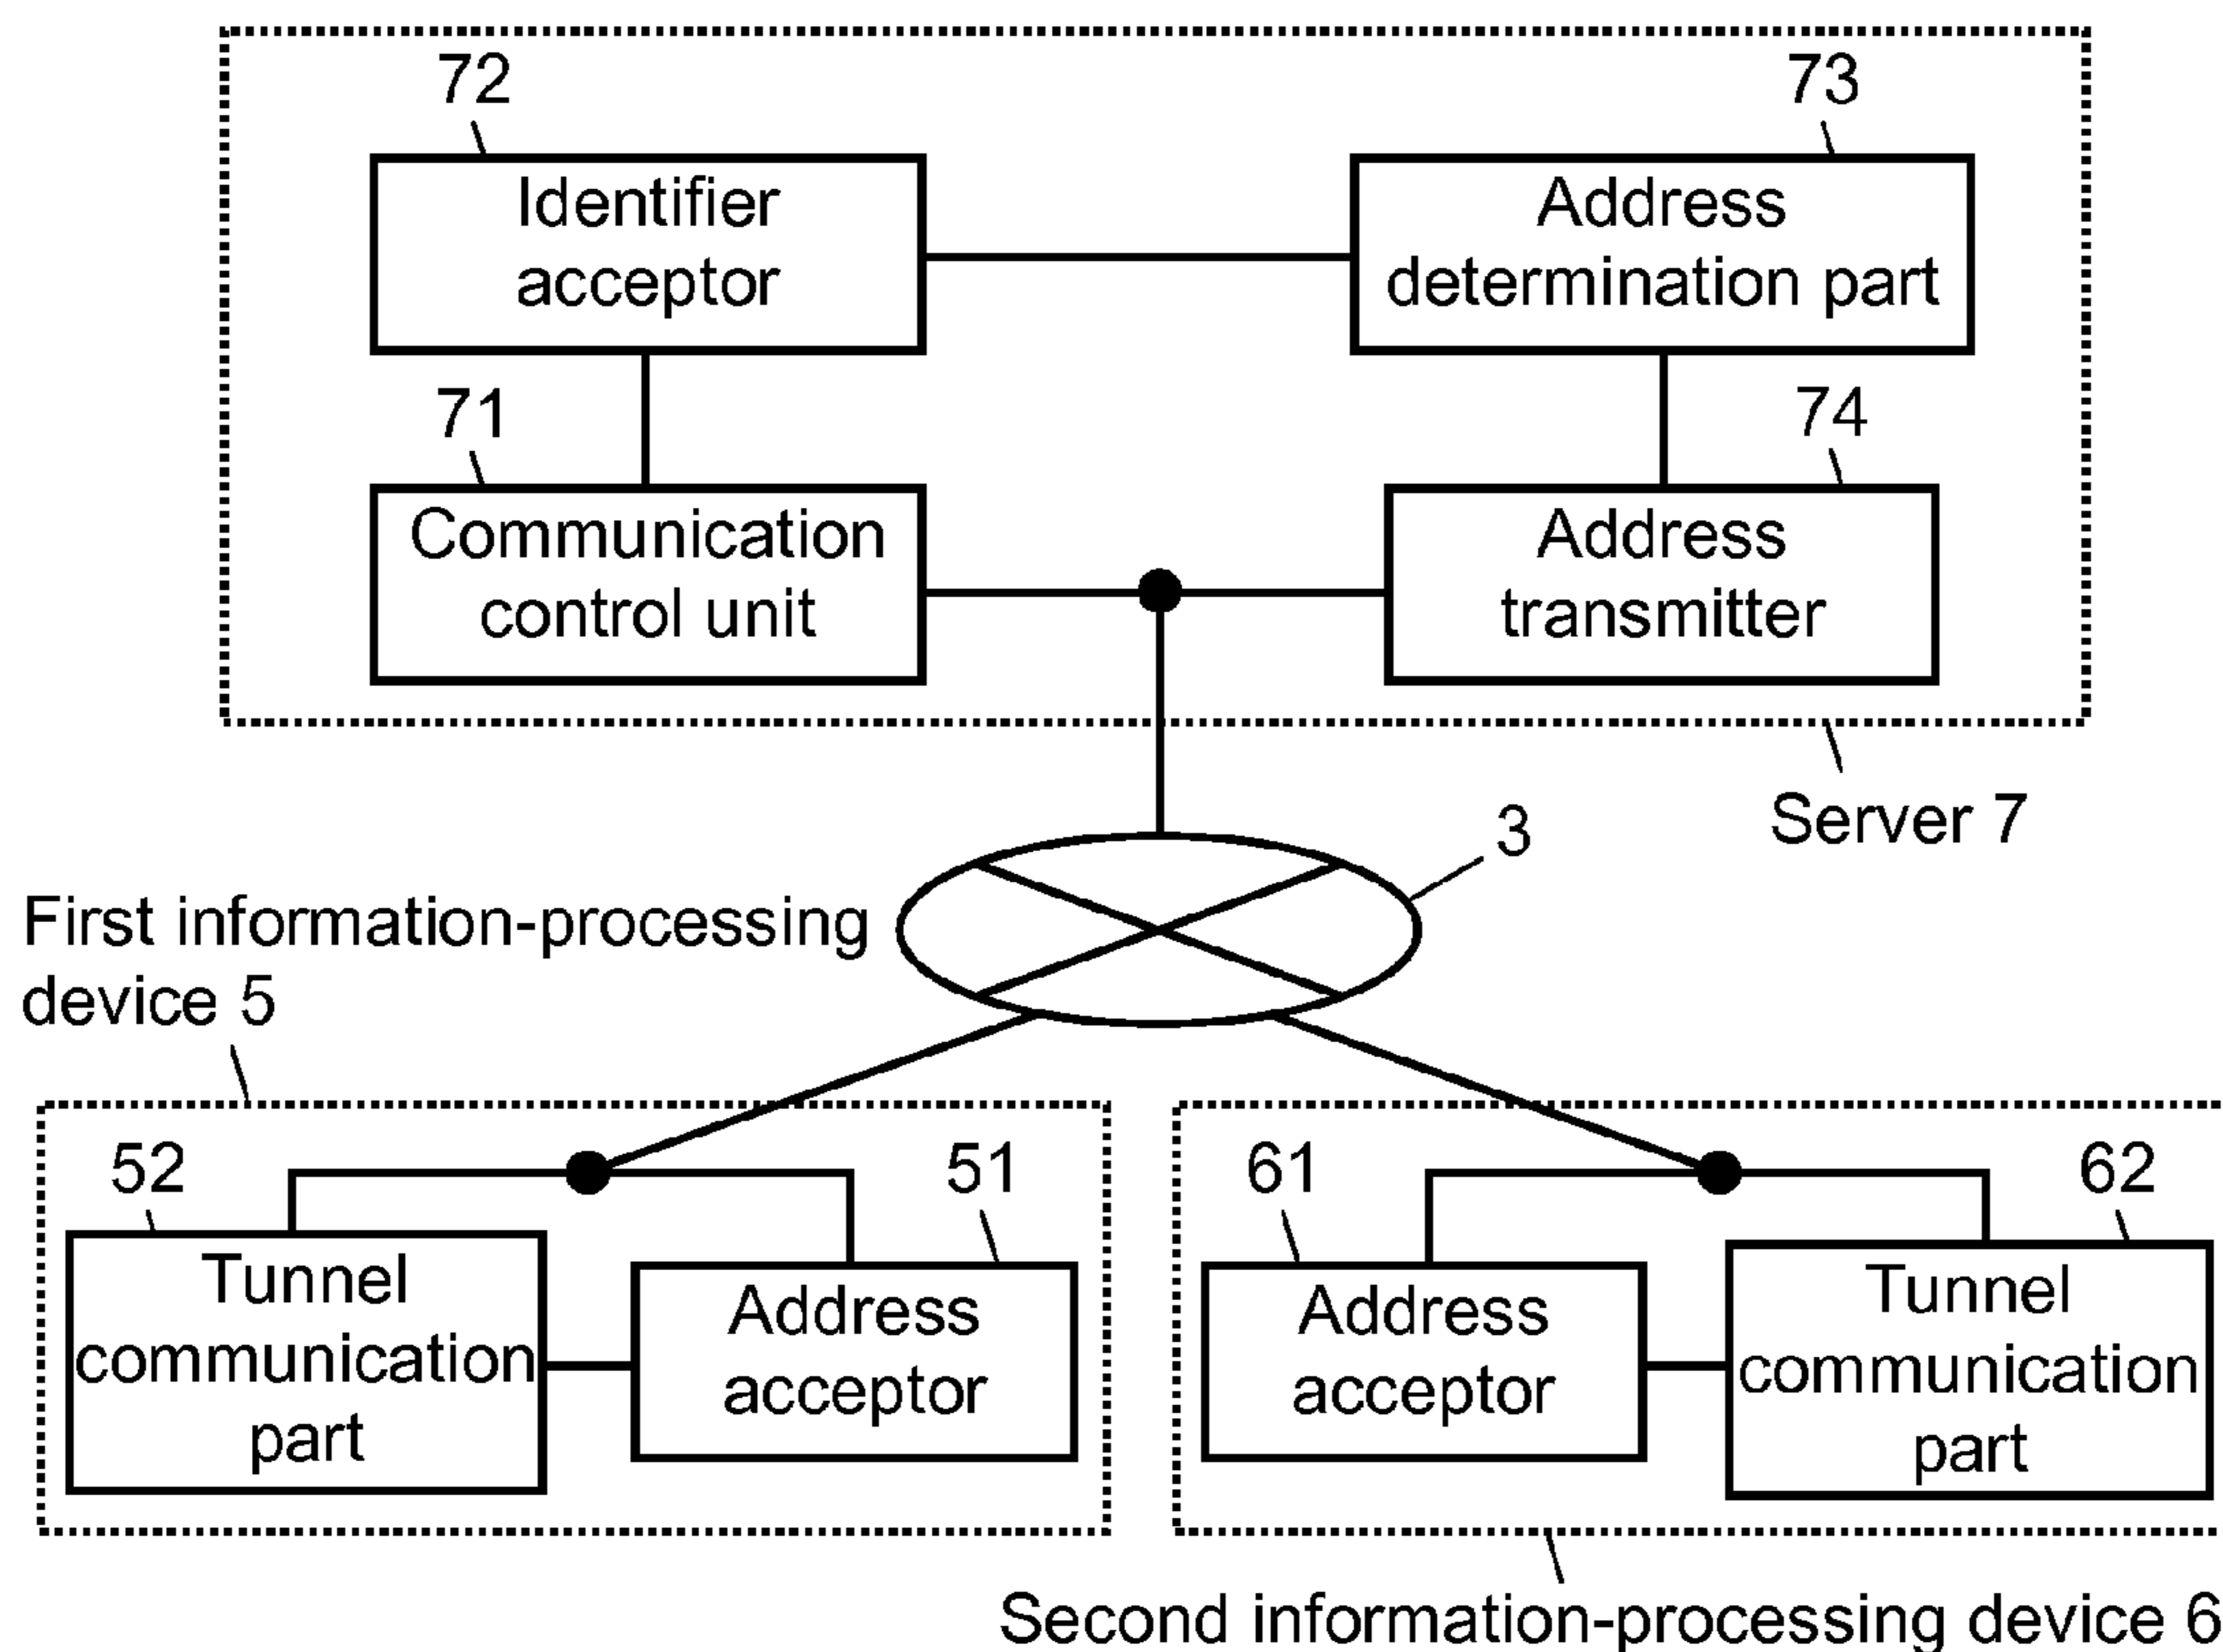 72
73
Identifier
acceptor
Address
determination part
71
74
Communication
control unit
Address
transmitter
Server 7
3
First information-processing
device 5
52
51
61
62
Tunnel
communication
part
Address
acceptor
Address
acceptor
Tunnel
communication
part
Second information-processing device 6